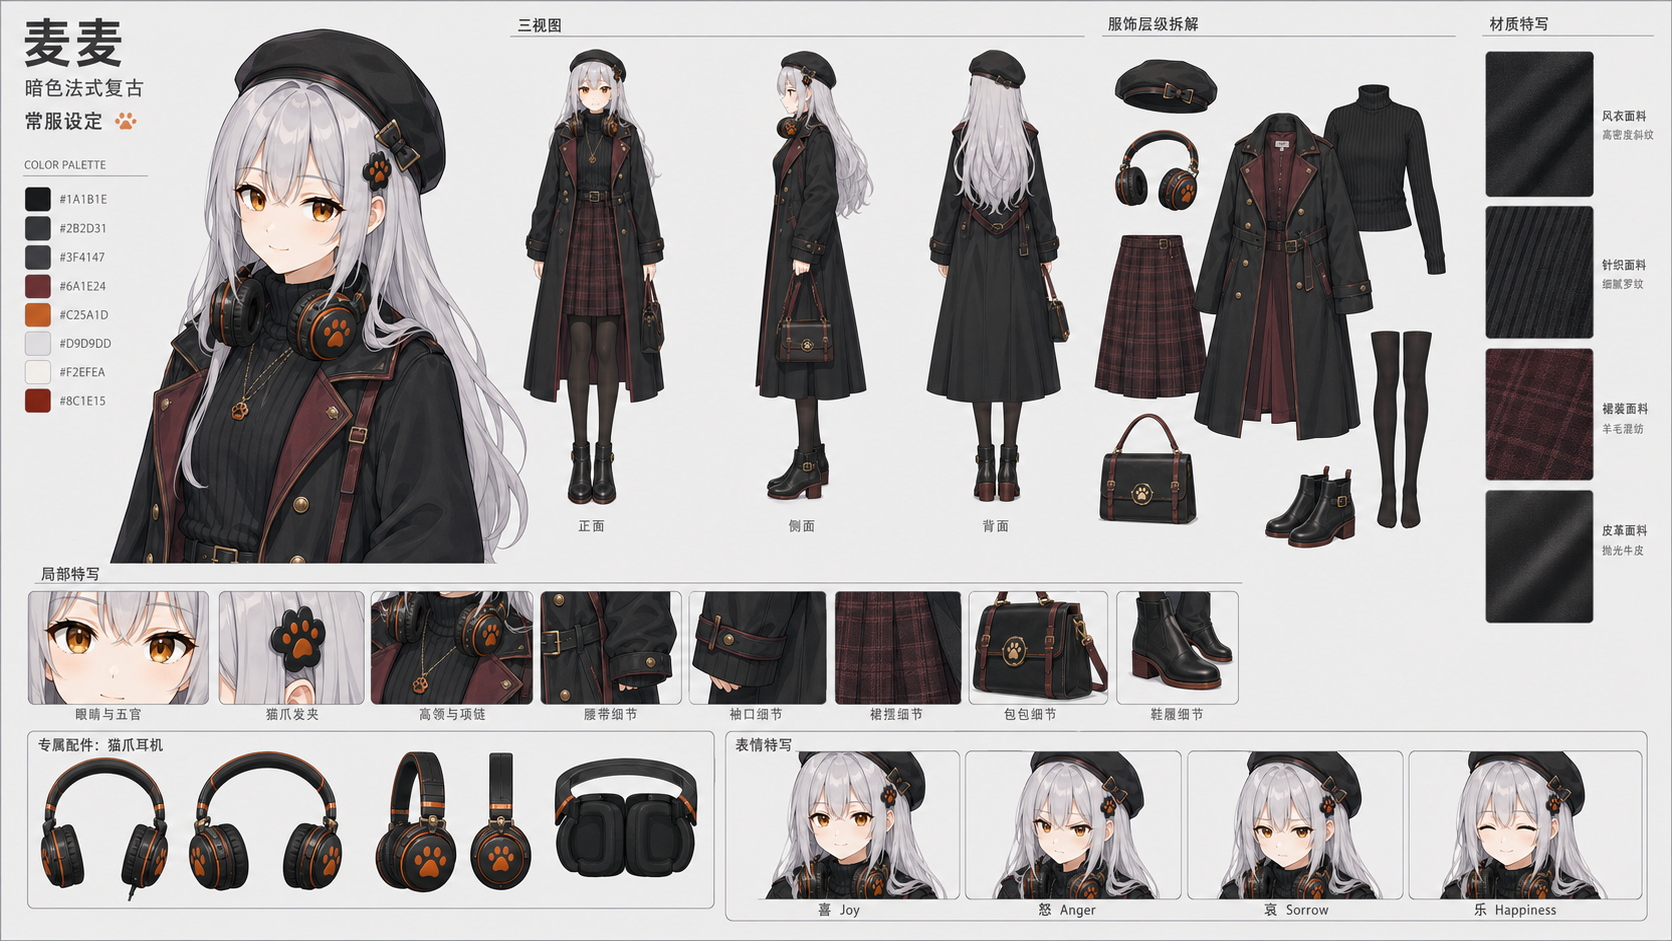 麦麦
暗色法式复古
常服设定
COLOR PALETTE
#1A1B1E
#2B2D31
#3F4147
#6A1E24
#C25A1D
#D9D9DD
#F2EFEA
#8C1E15
三视图
正面
侧面
背面
服饰层级拆解
材质特写
风衣面料
高密度斜纹
针织面料
细腻罗纹
裙装面料
羊毛混纺
皮革面料
抛光牛皮
局部特写
眼睛与五官
猫爪发夹
高领与项链
腰带细节
袖口细节
裙摆细节
包包细节
鞋履细节
专属配件：猫爪耳机
表情特写
喜 Joy
怒 Anger
哀 Sorrow
乐 Happiness